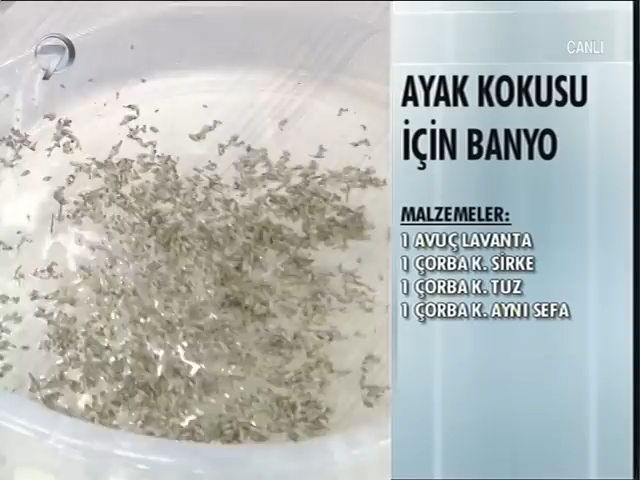 CANLI
AYAK KOKUSU
İÇİN BANYO
MALZEMELER:
1 AVUÇ LAVANTA
1 ÇORBA K. SİRKE
1 ÇORBA K. TUZ
1 ÇORBA K. AYNI SEFA